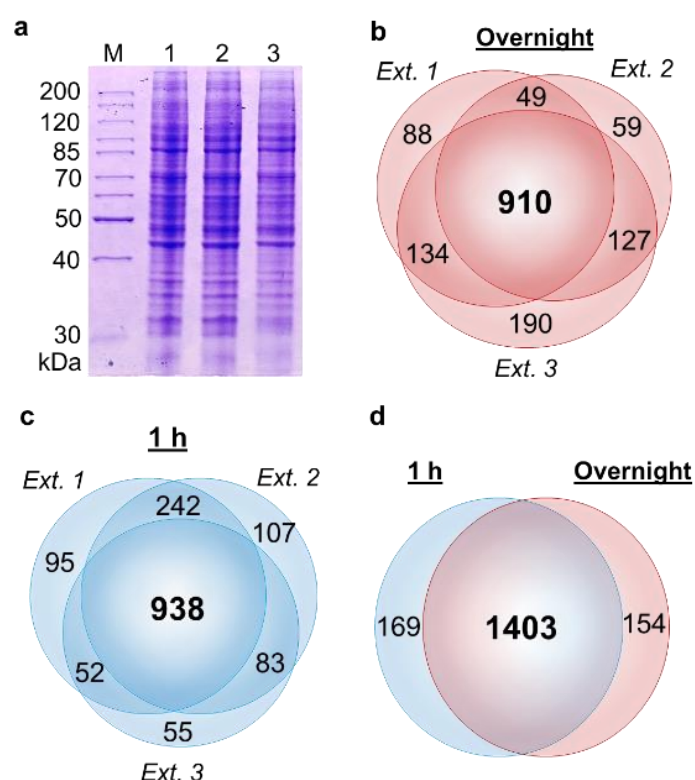 a
M 1 2 3
200
120
85
70
50
40
30
kDa
b
Overnight
Ext. 1
Ext. 2
49
88
59
910
134
127
190
Ext. 3
c
1 h
Ext. 1
Ext. 2
242
107
95
938
52
83
55
Ext. 3
d
1 h
Overnight
169
1403
154